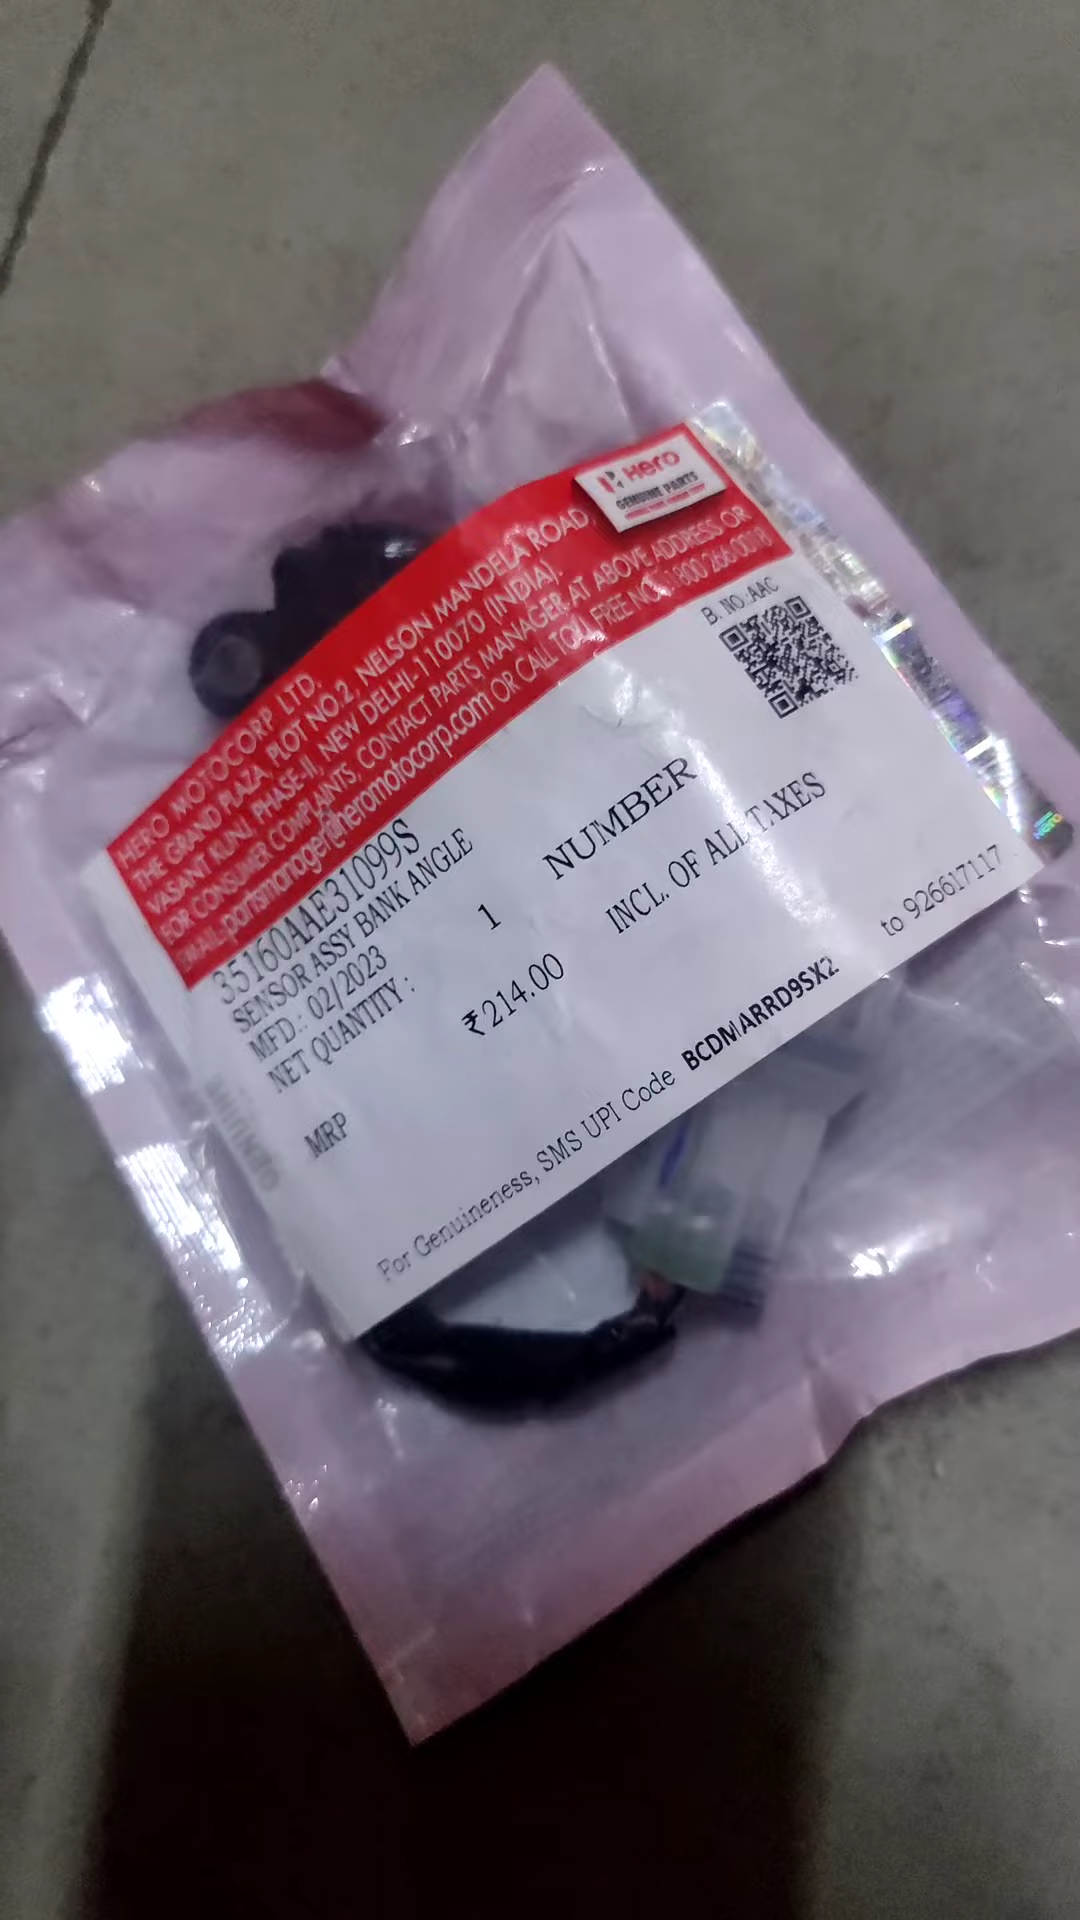 Hero
GENUINE PARTS
HERO MOTOCORP LTD.
THE GRAND PLAZA, PLOT NO.2, NELSON MANDELA ROAD,
VASANT KUNJ PHASE-II, NEW DELHI-110070 (INDIA).
FOR CONSUMER COMPLAINTS, CONTACT PARTS MANAGER AT ABOVE ADDRESS OR
EMAIL:partsmanager@heromotocorp.com OR CALL TOLL FREE NO. 1800 266 0018
B. NO.:AAC
35160AAE31099S
SENSOR ASSY BANK ANGLE
MFD.: 02/2023
NET QUANTITY : 1 NUMBER
MRP ₹214.00 INCL. OF ALL TAXES
For Genuineness, SMS UPI Code BCDMARRD9SX2 to 926617117
Hero